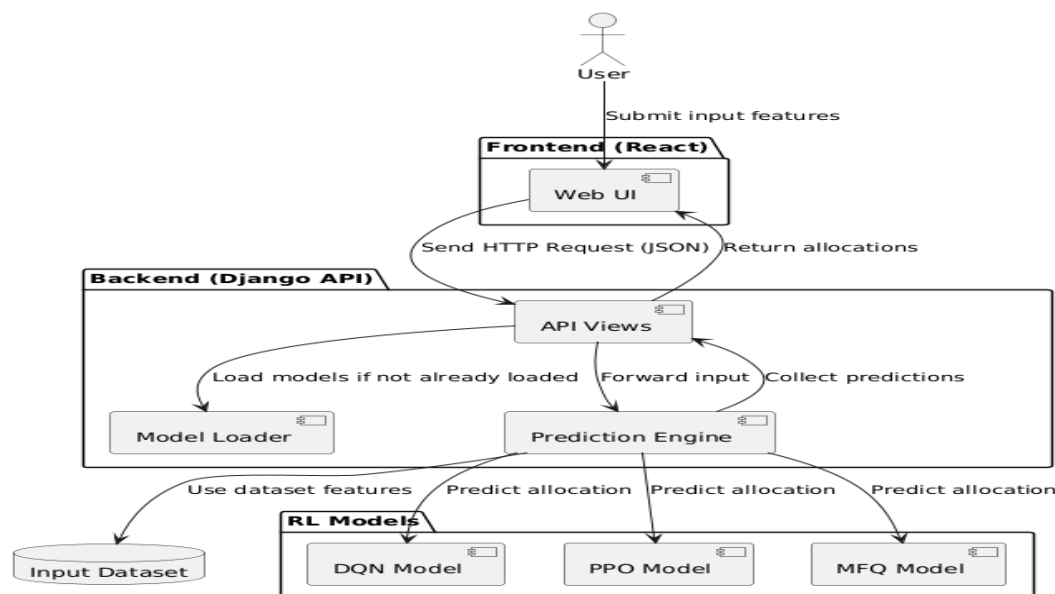 User
Submit input features
Frontend (React)
Web UI
Send HTTP Request (JSON)
Return allocations
Backend (Django API)
API Views
Load models if not already loaded
Forward input
Collect predictions
Model Loader
Prediction Engine
Use dataset features
Predict allocation
Predict allocation
Predict allocation
RL Models
Input Dataset
DQN Model
PPO Model
MFQ Model